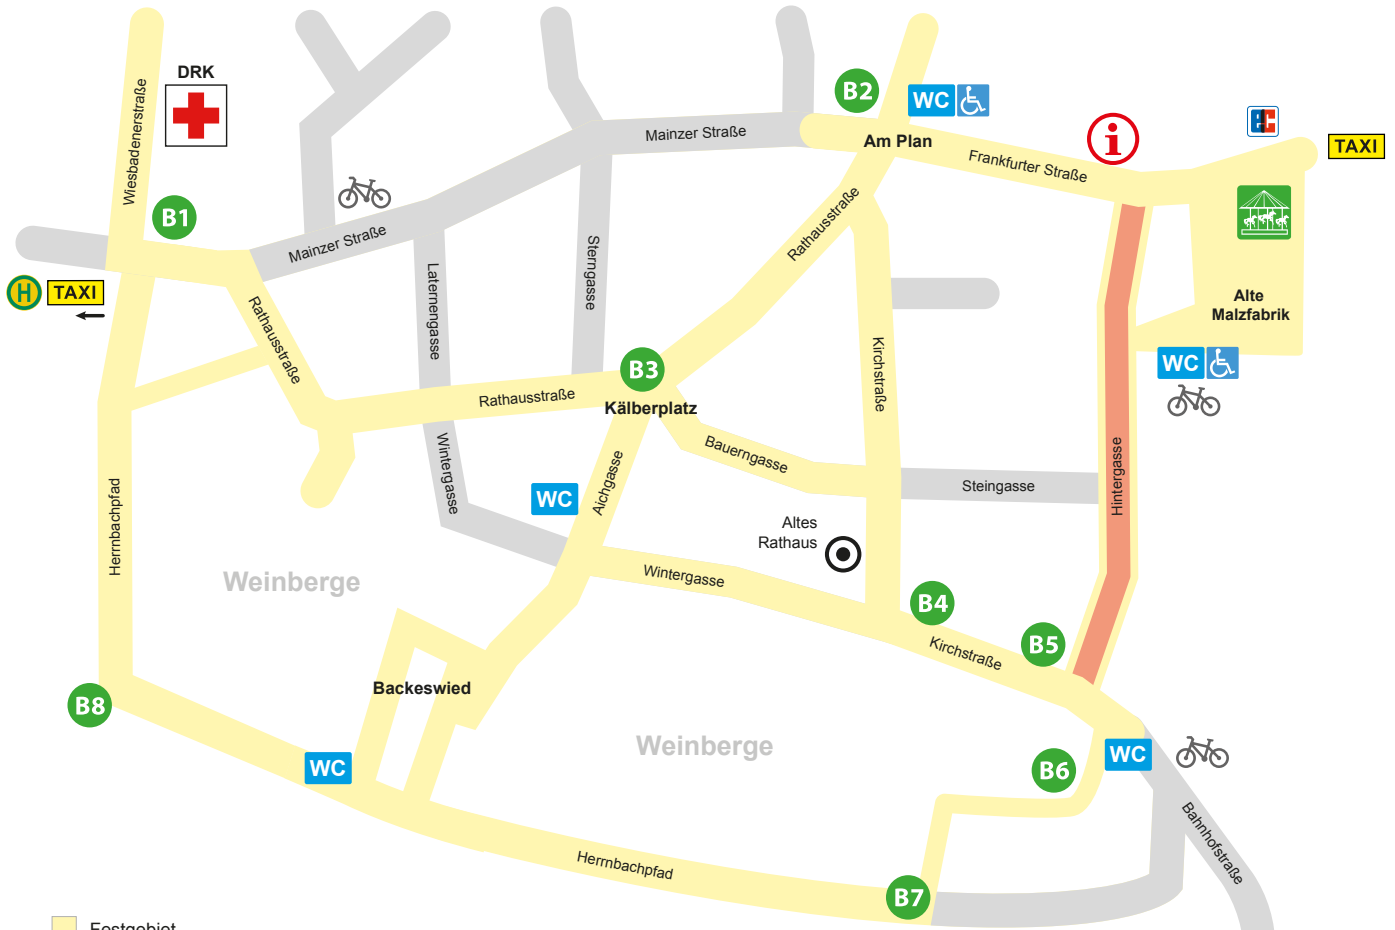 DRK
B2
WC
Mainzer Straße
Am Plan
i
EC
TAXI
Wiesbadenerstraße
Frankfurter Straße
B1
Mainzer Straße
Rathausstraße
H TAXI
Laternengasse
Sterngasse
Alte
Malzfabrik
Rathausstraße
B3
Kirchstraße
WC
Rathausstraße
Kälberplatz
Bauerngasse
Wintergasse
Aichgasse
WC
Steingasse
Hintergasse
Herrnbachpfad
Altes
Rathaus
Weinberge
Wintergasse
B4
Kirchstraße
B5
Backeswied
B8
Weinberge
WC
WC
B6
Bahnhofstraße
Herrnbachpfad
B7
Festgebiet